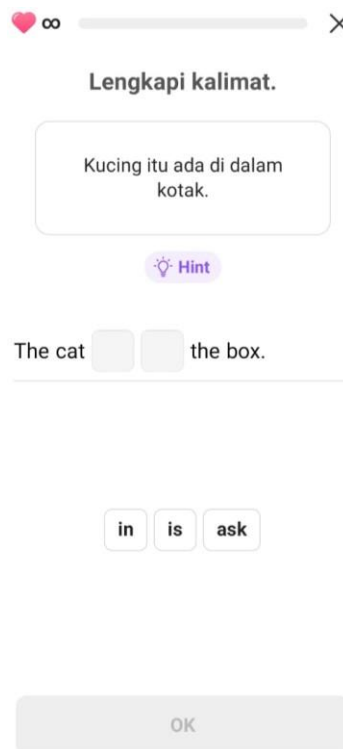 ∞
Lengkapi kalimat.
Kucing itu ada di dalam
kotak.
Hint
The cat the box.
in is ask
OK